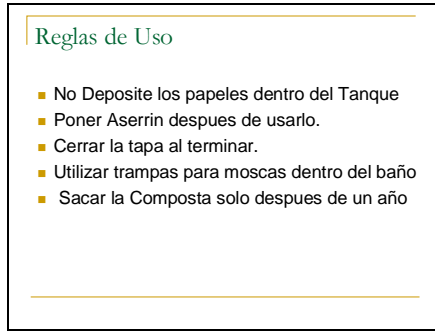 Reglas de Uso
No Deposite los papeles dentro del Tanque
Poner Aserrin despues de usarlo.
Cerrar la tapa al terminar.
Utilizar trampas para moscas dentro del baño
Sacar la Composta solo despues de un año